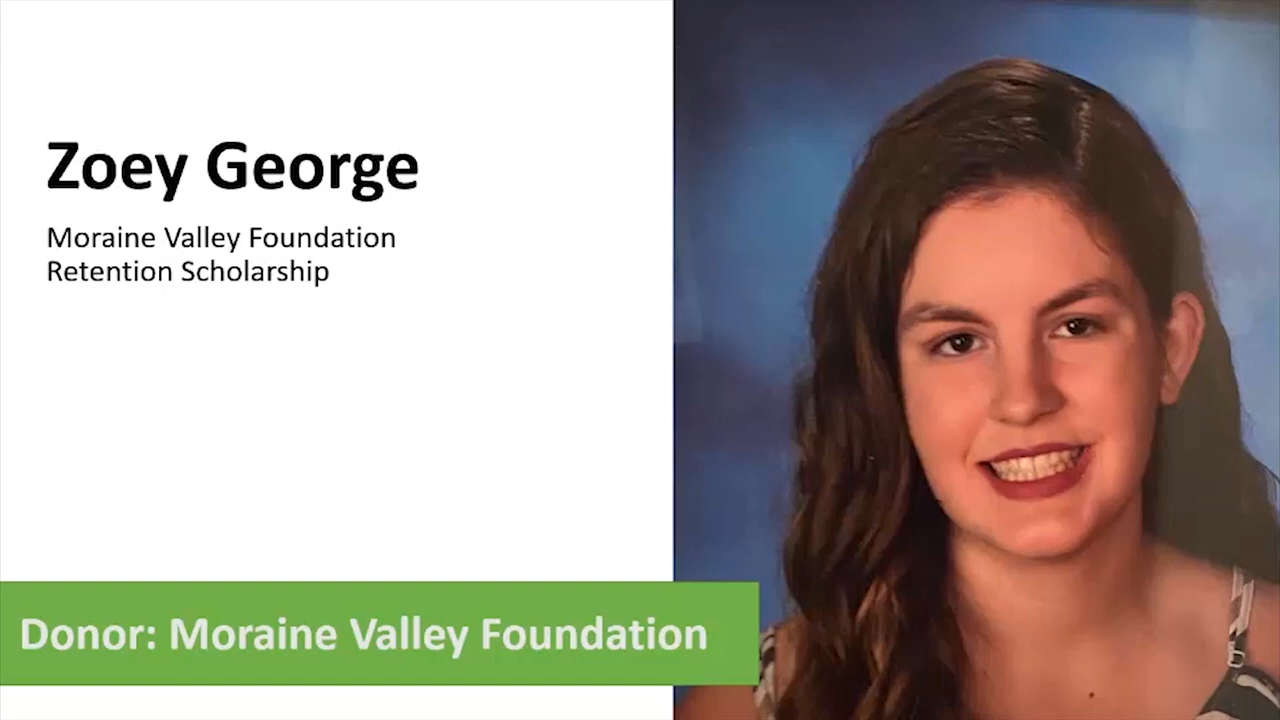 Zoey George
Moraine Valley Foundation
Retention Scholarship
Donor: Moraine Valley Foundation